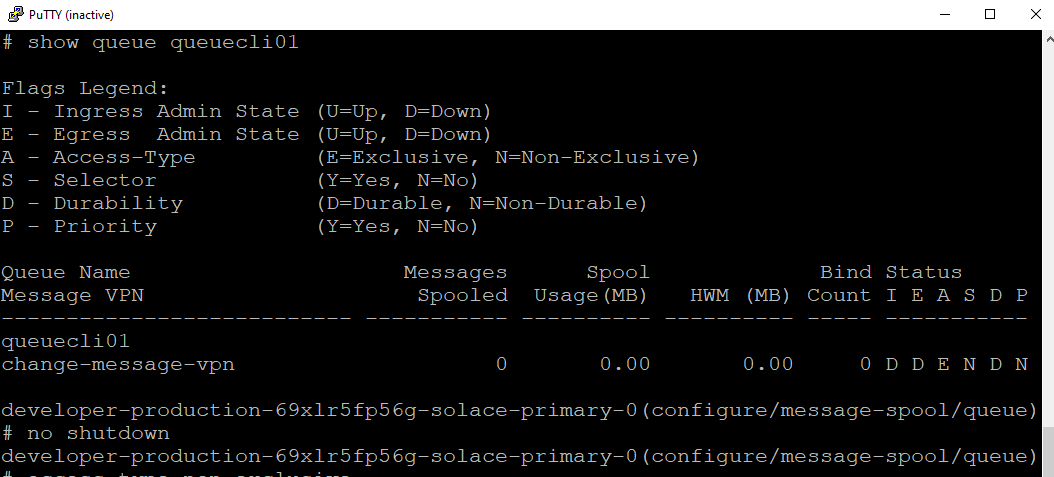 PuTTY (inactive)
# show queue queuecli01
Flags Legend:
I - Ingress Admin State (U=Up, D=Down)
E - Egress  Admin State (U=Up, D=Down)
A - Access-Type         (E=Exclusive, N=Non-Exclusive)
S - Selector            (Y=Yes, N=No)
D - Durability          (D=Durable, N=Non-Durable)
P - Priority            (Y=Yes, N=No)
Queue Name                     Messages      Spool             Bind Status
Message VPN                     Spooled  Usage(MB)   HWM (MB) Count I E A S D P
--------------------------- ----------- ---------- ---------- ----- -----------
queuecli01
change-message-vpn                    0       0.00       0.00     0 D D E N D N
developer-production-69xlr5fp56g-solace-primary-0(configure/message-spool/queue)
# no shutdown
developer-production-69xlr5fp56g-solace-primary-0(configure/message-spool/queue)